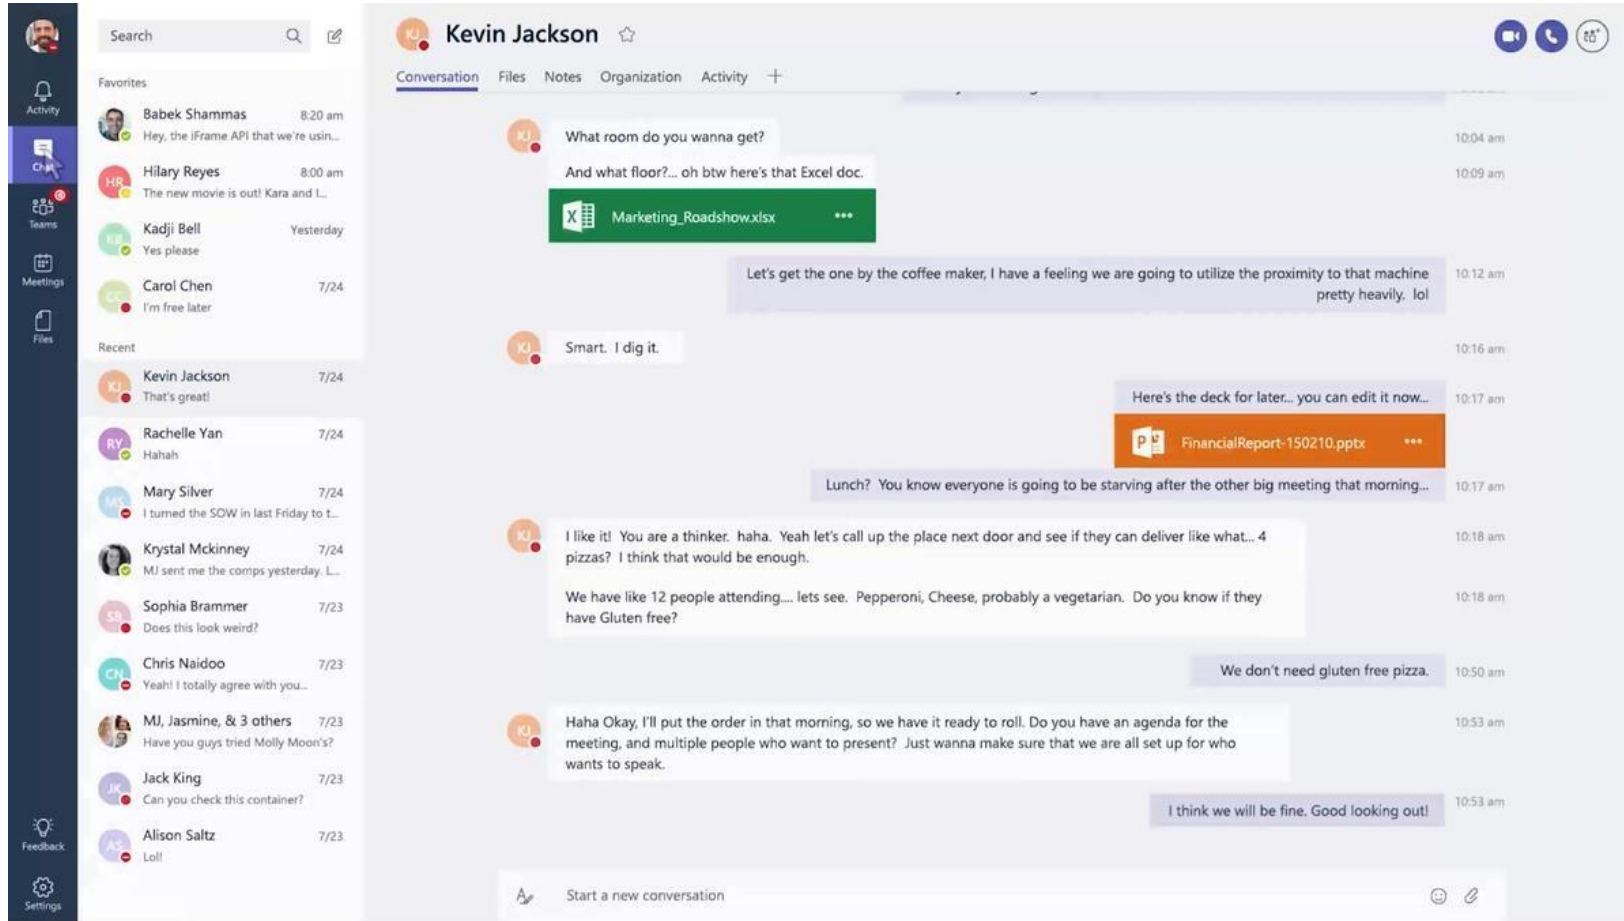 Search
Activity
Chat
Teams
Meetings
Files
Feedback
Settings
Favorites
Babek Shammas 8:20 am
Hey, the iFrame API that we're usin...
HR
Hilary Reyes 8:00 am
The new movie is out! Kara and I...
KB
Kadji Bell Yesterday
Yes please
CC
Carol Chen 7/24
I'm free later
Recent
KJ
Kevin Jackson 7/24
That's great!
RY
Rachelle Yan 7/24
Hahah
MS
Mary Silver 7/24
I turned the SOW in last Friday to t...
Krystal Mckinney 7/24
MJ sent me the comps yesterday. L...
SB
Sophia Brammer 7/23
Does this look weird?
CN
Chris Naidoo 7/23
Yeah! I totally agree with you...
MJ, Jasmine, & 3 others 7/23
Have you guys tried Molly Moon's?
JK
Jack King 7/23
Can you check this container?
AS
Alison Saltz 7/23
Lol!
KJ
Kevin Jackson
Conversation Files Notes Organization Activity
KJ
What room do you wanna get? 10:04 am
And what floor?... oh btw here's that Excel doc. 10:09 am
X
Marketing_Roadshow.xlsx
Let's get the one by the coffee maker, I have a feeling we are going to utilize the proximity to that machine 10:12 am
pretty heavily. lol
KJ
Smart. I dig it. 10:16 am
Here's the deck for later... you can edit it now... 10:17 am
P
FinancialReport-150210.pptx
Lunch? You know everyone is going to be starving after the other big meeting that morning... 10:17 am
KJ
I like it! You are a thinker. haha. Yeah let's call up the place next door and see if they can deliver like what... 4 10:18 am
pizzas? I think that would be enough.
We have like 12 people attending.... lets see. Pepperoni, Cheese, probably a vegetarian. Do you know if they 10:18 am
have Gluten free?
We don't need gluten free pizza. 10:50 am
KJ
Haha Okay, I'll put the order in that morning, so we have it ready to roll. Do you have an agenda for the 10:53 am
meeting, and multiple people who want to present? Just wanna make sure that we are all set up for who
wants to speak.
I think we will be fine. Good looking out! 10:53 am
Start a new conversation